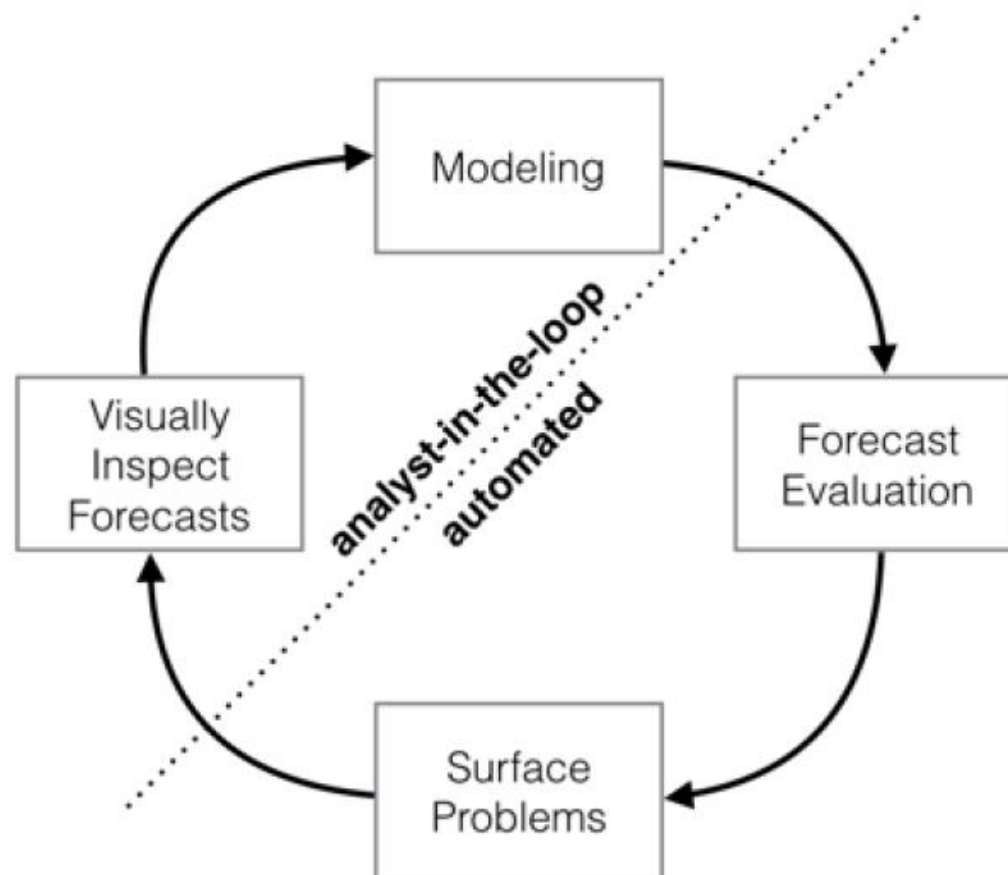 Modeling
analyst-in-the-loop
automated
Visually
Inspect
Forecasts
Forecast
Evaluation
Surface
Problems